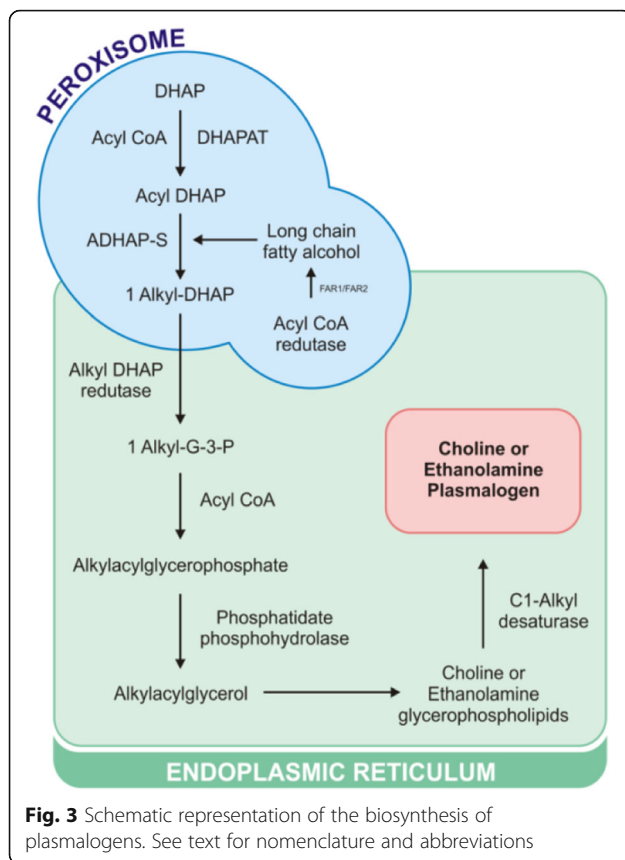 PEROXISOME
DHAP
Acyl CoA
DHAPAT
Acyl DHAP
ADHAP-S
Long chain
fatty alcohol
1 Alkyl-DHAP
FAR1/FAR2
Acyl CoA
redutase
Alkyl DHAP
redutase
1 Alkyl-G-3-P
Acyl CoA
Alkylacylglycerophosphate
Phosphatidate
phosphohydrolase
Alkylacylglycerol
Choline or
Ethanolamine
glycerophospholipids
C1-Alkyl
desaturase
Choline or
Ethanolamine
Plasmalogen
ENDOPLASMIC RETICULUM
Fig. 3 Schematic representation of the biosynthesis of
plasmalogens. See text for nomenclature and abbreviations